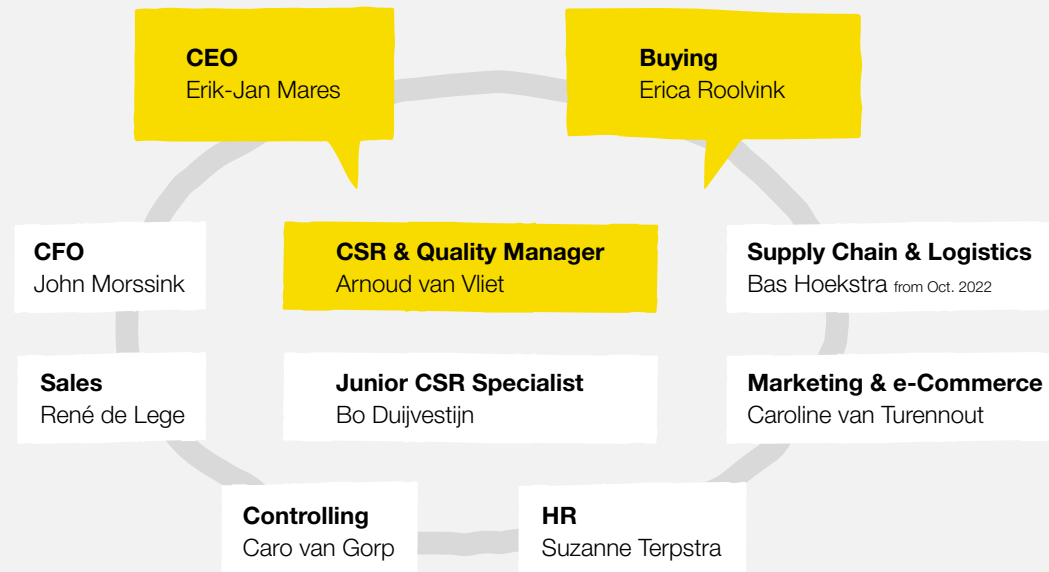 CEO
Erik-Jan Mares
Buying
Erica Roolvink
CFO
John Morssink
CSR & Quality Manager
Arnoud van Vliet
Supply Chain & Logistics
Bas Hoekstra from Oct. 2022
Sales
René de Lege
Junior CSR Specialist
Bo Duijvestijn
Marketing & e-Commerce
Caroline van Turennout
Controlling
Caro van Gorp
HR
Suzanne Terpstra